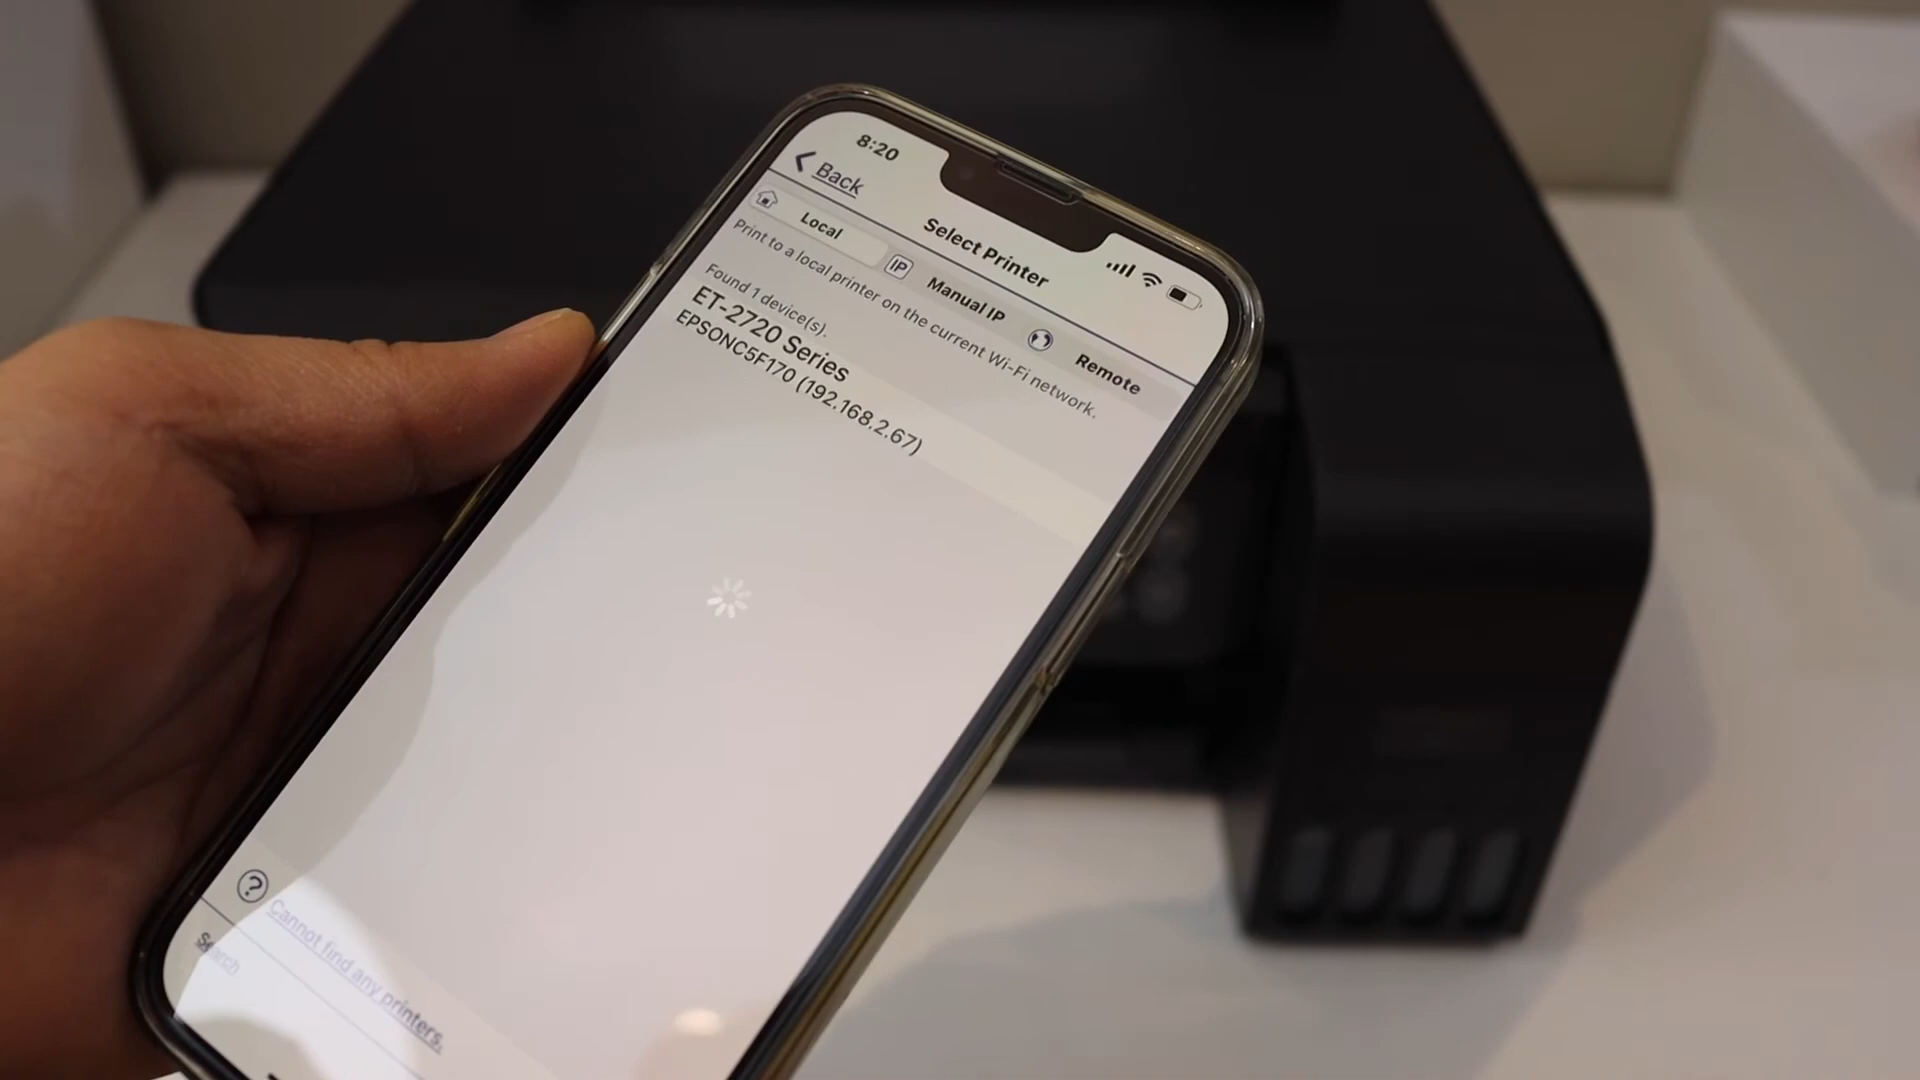 8:20
Back
Select Printer
Local
IP Manual IP
Remote
Print to a local printer on the current Wi-Fi network.
Found 1 device(s).
ET-2720 Series
EPSONC5F170 (192.168.2.67)
? Cannot find any printers.
Search